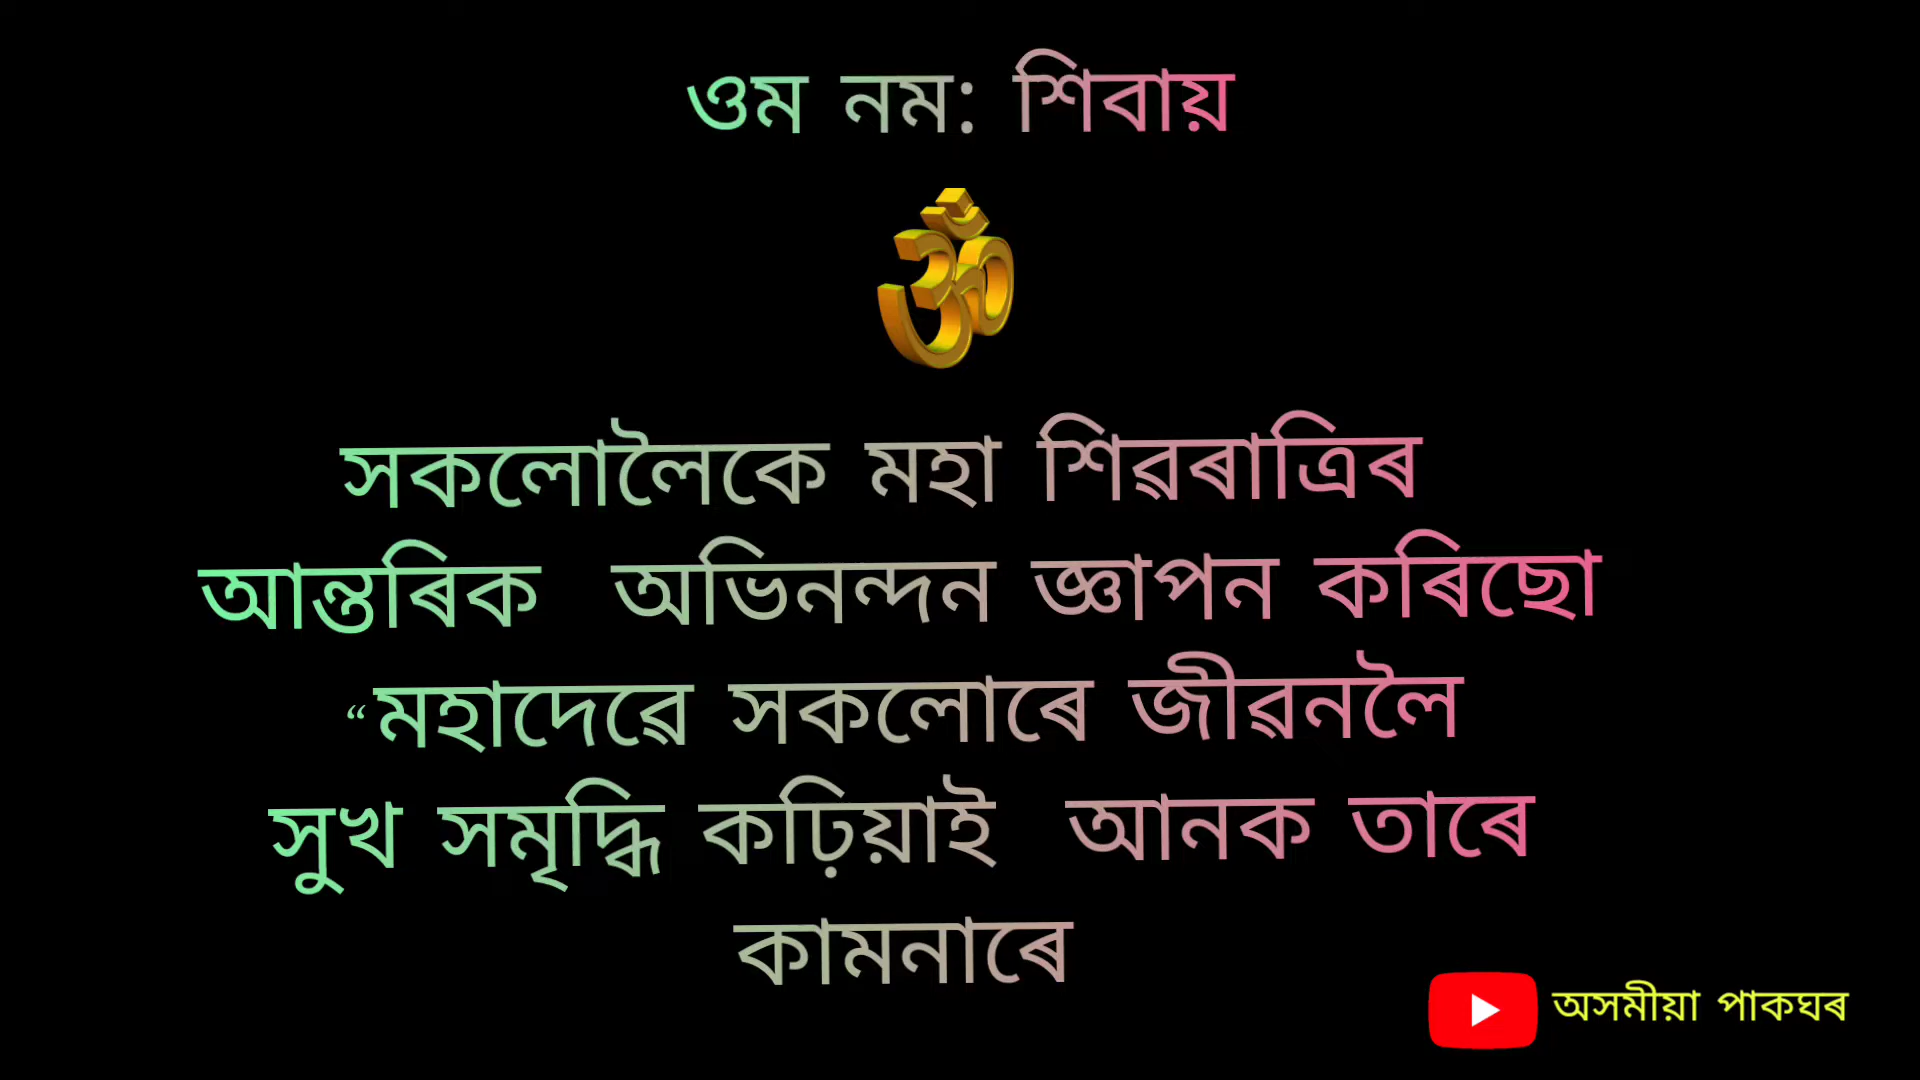 ওম নম: শিবায়
ॐ
সকলোলৈকে মহা শিৱৰাত্ৰিৰ
আন্তৰিক অভিনন্দন জ্ঞাপন কৰিছো
“মহাদেৱে সকলোৰে জীৱনলৈ
সুখ সমৃদ্ধি কঢ়িয়াই আনক তাৰে
কামনাৰে
অসমীয়া পাকঘৰ